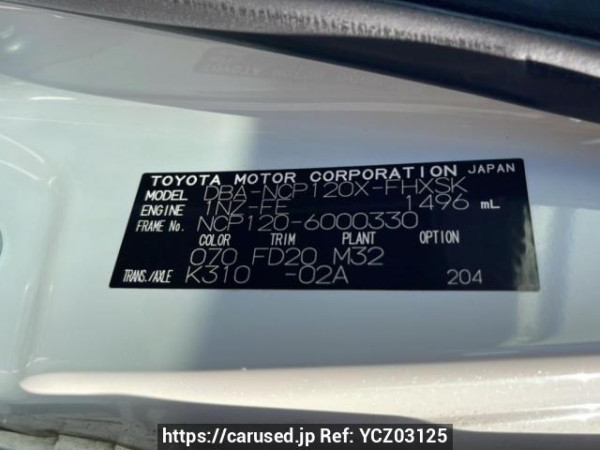 TOYOTA MOTOR CORPORATION JAPAN
MODEL DBA-NCP120X-FHXSK
ENGINE 1NZ-FE 1496 mL
FRAME No. NCP120-6000330
COLOR TRIM PLANT OPTION
070 FD20 M32
TRANS./AXLE K310 -02A 204
https://carused.jp Ref: YCZ03125